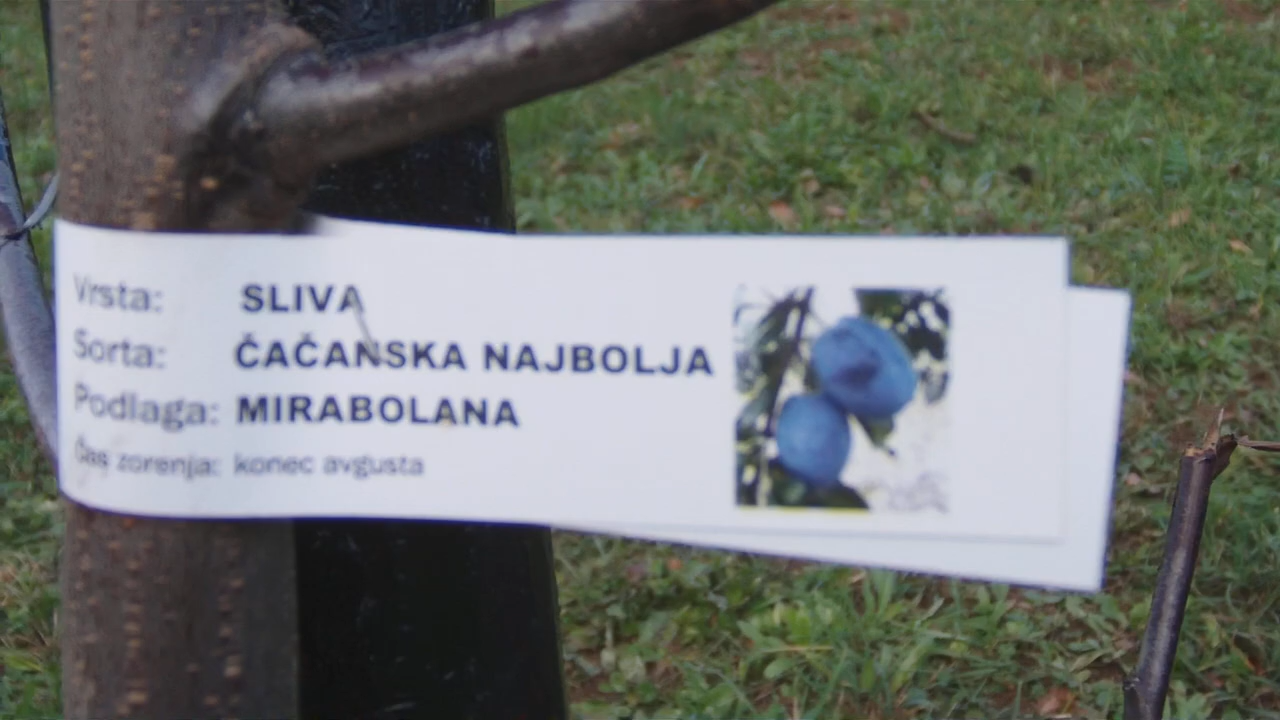 Vrsta: SLIVA
Sorta: ČAČANSKA NAJBOLJA
Podlaga: MIRABOLANA
Čas zorenja: konec avgusta